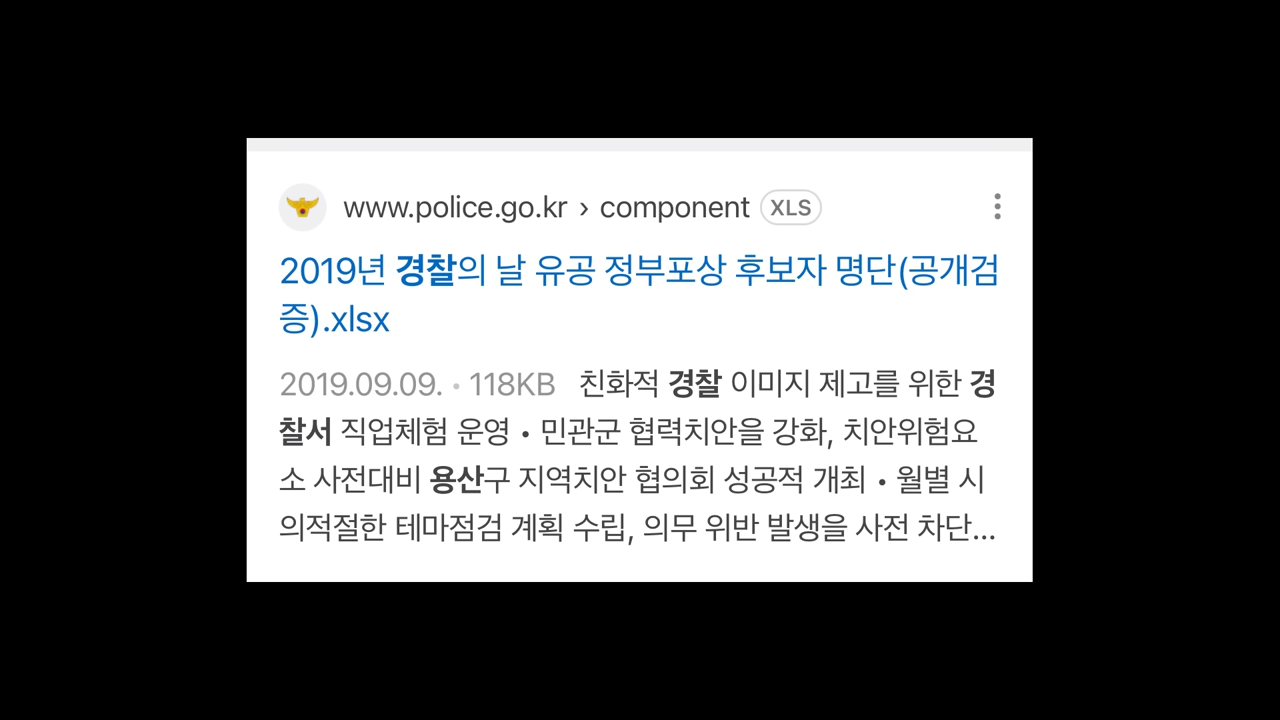 www.police.go.kr › component XLS
2019년 경찰의 날 유공 정부포상 후보자 명단(공개검
증).xlsx
2019.09.09. • 118KB 친화적 경찰 이미지 제고를 위한 경
찰서 직업체험 운영 • 민관군 협력치안을 강화, 치안위험요
소 사전대비 용산구 지역치안 협의회 성공적 개최 • 월별 시
의적절한 테마점검 계획 수립, 의무 위반 발생을 사전 차단...